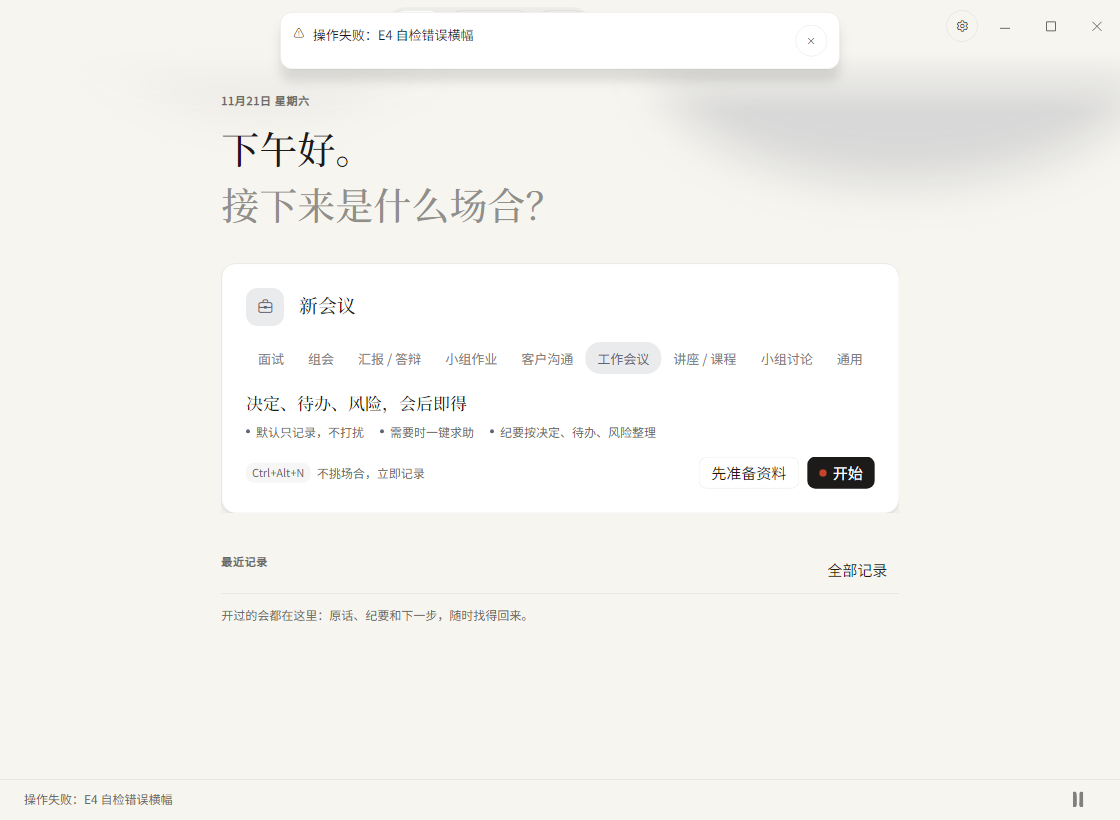 操作失败：E4 自检错误横幅
11月21日 星期六
下午好。
接下来是什么场合？
新会议
面试 组会 汇报 / 答辩 小组作业 客户沟通 工作会议 讲座 / 课程 小组讨论 通用
决定、待办、风险，会后即得
• 默认只记录，不打扰 • 需要时一键求助 • 纪要按决定、待办、风险整理
Ctrl+Alt+N 不挑场合，立即记录 先准备资料 开始
最近记录
全部记录
开过的会都在这里：原话、纪要和下一步，随时找得回来。
操作失败：E4 自检错误横幅